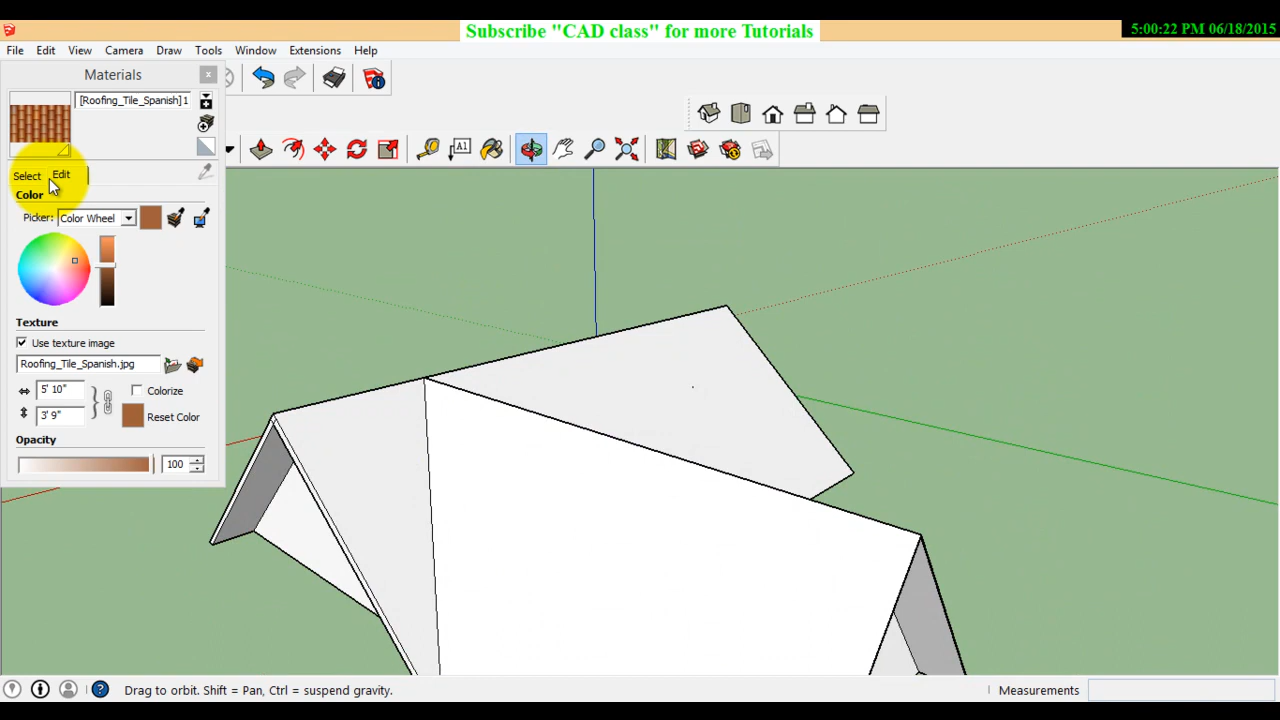 Subscribe "CAD class" for more Tutorials
5:00:22 PM 06/18/2015
File Edit View Camera Draw Tools Window Extensions Help
Materials
[Roofing_Tile_Spanish]1
A1
Select Edit
Color
Picker: Color Wheel
Texture
Use texture image
Roofing_Tile_Spanish.jpg
5' 10" Colorize
3' 9" Reset Color
Opacity
100
Drag to orbit. Shift = Pan, Ctrl = suspend gravity.
Measurements